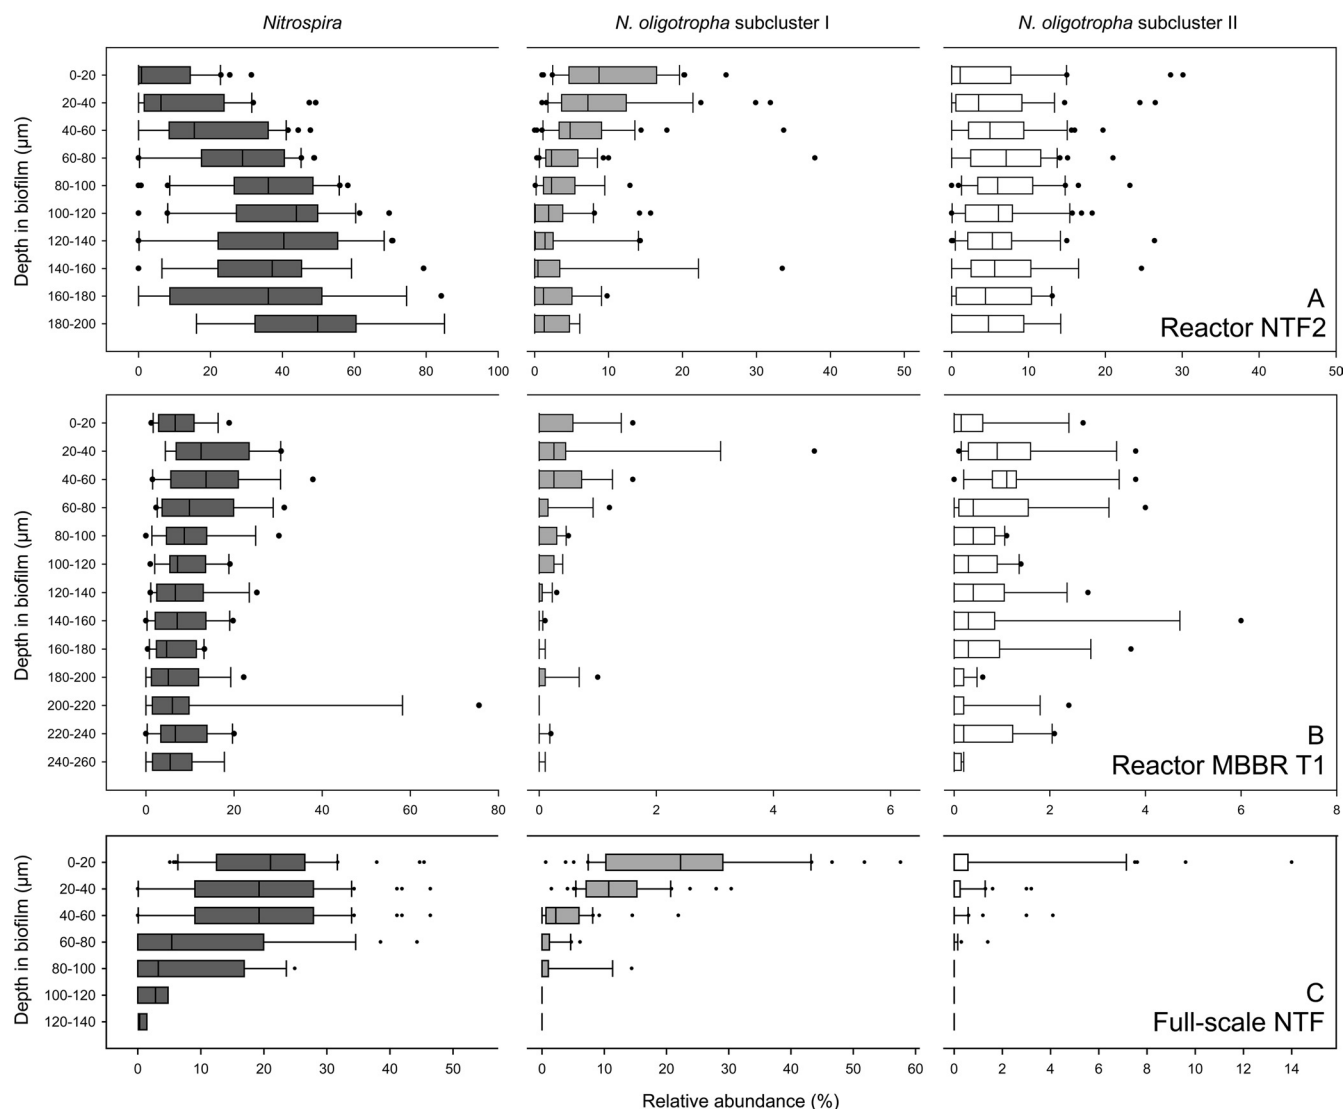 Nitrospira N. oligotropha subcluster I N. oligotropha subcluster II
Depth in biofilm (µm)
0-20
20-40
40-60
60-80
80-100
100-120
120-140
140-160
160-180
180-200
A
Reactor NTF2
0 20 40 60 80 100 0 10 20 30 40 50 0 10 20 30 40 50
Depth in biofilm (µm)
0-20
20-40
40-60
60-80
80-100
100-120
120-140
140-160
160-180
180-200
200-220
220-240
240-260
B
Reactor MBBR T1
0 20 40 60 80 0 2 4 6 0 2 4 6 8
Depth in biofilm (µm)
0-20
20-40
40-60
60-80
80-100
100-120
120-140
C
Full-scale NTF
0 10 20 30 40 50 0 10 20 30 40 50 60 0 2 4 6 8 10 12 14
Relative abundance (%)